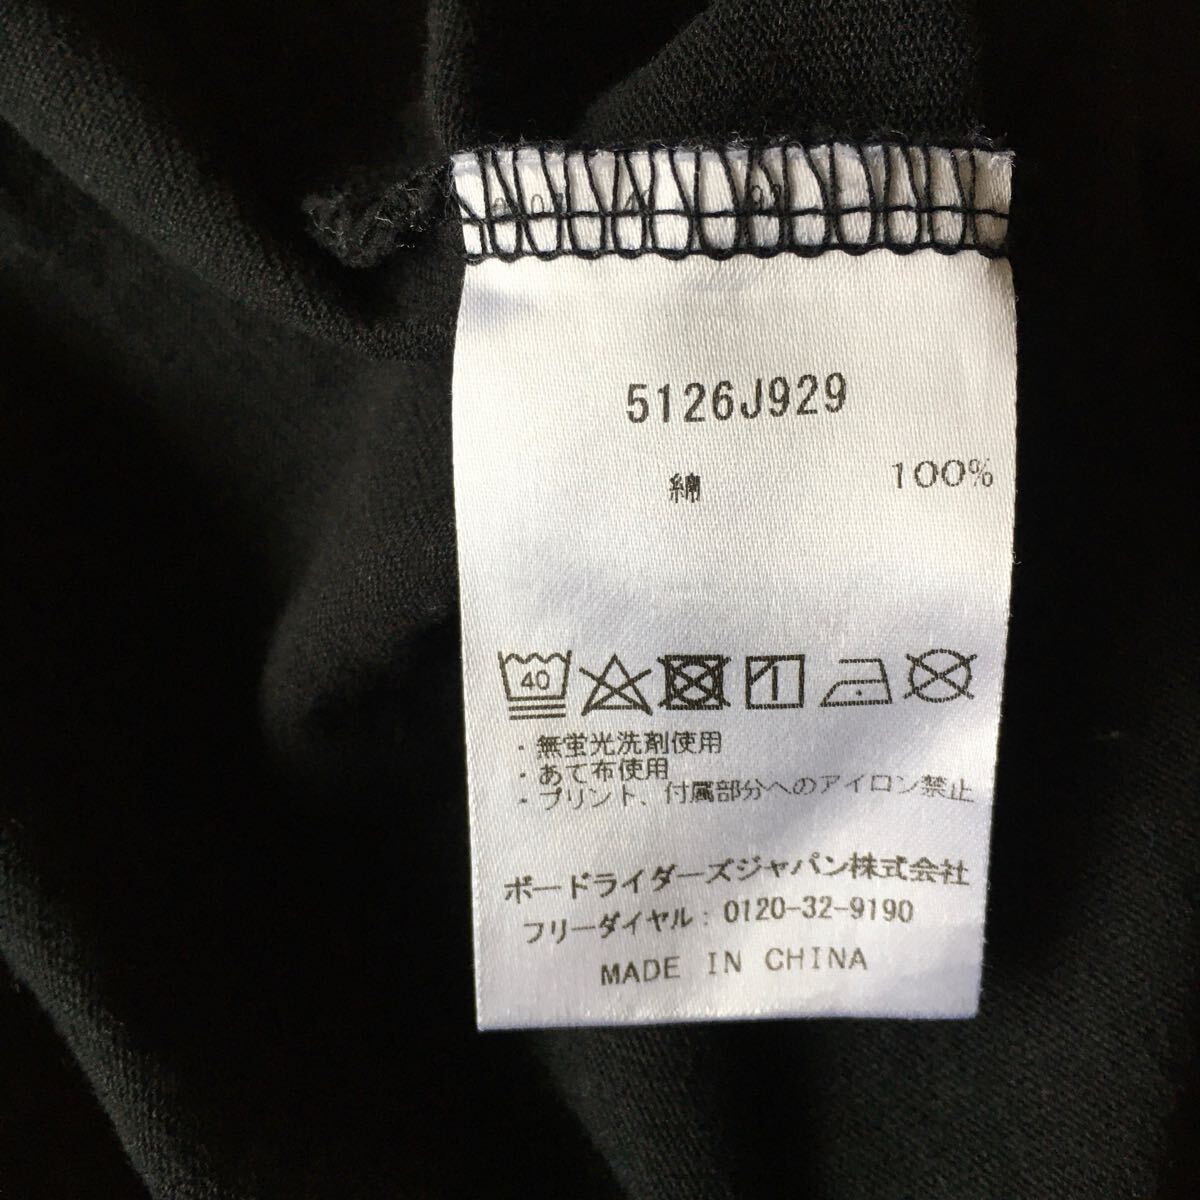 5126J929
綿 100%
40
・無蛍光洗剤使用
・あて布使用
・プリント、付属部分へのアイロン禁止
ボードライダーズジャパン株式会社
フリーダイヤル：0120-32-9190
MADE IN CHINA